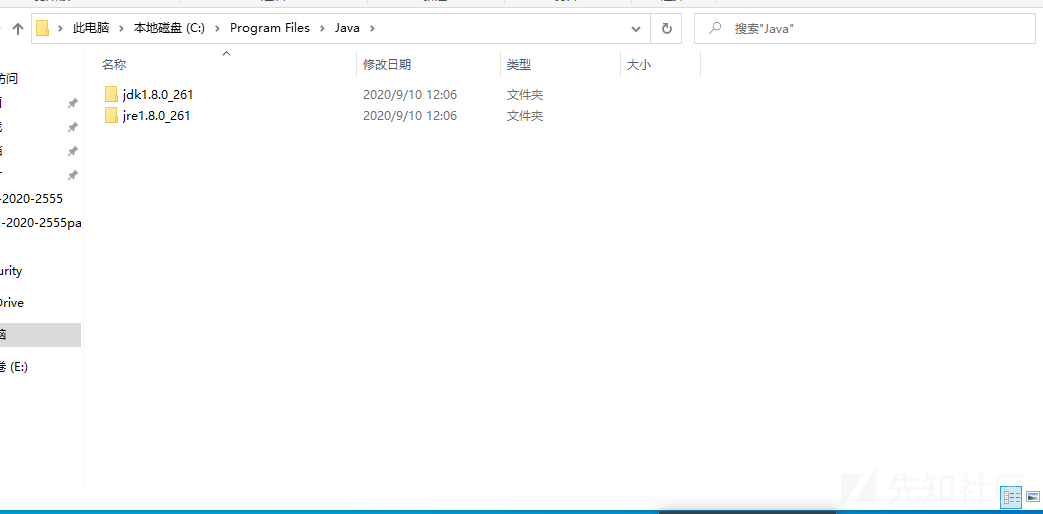 此电脑 本地磁盘 (C:) Program Files Java
搜索"Java"
名称 修改日期 类型 大小
jdk1.8.0_261 2020/9/10 12:06 文件夹
jre1.8.0_261 2020/9/10 12:06 文件夹
访问
-2020-2555
-2020-2555pa
urity
Drive
脑
卷 (E:)
先知社区